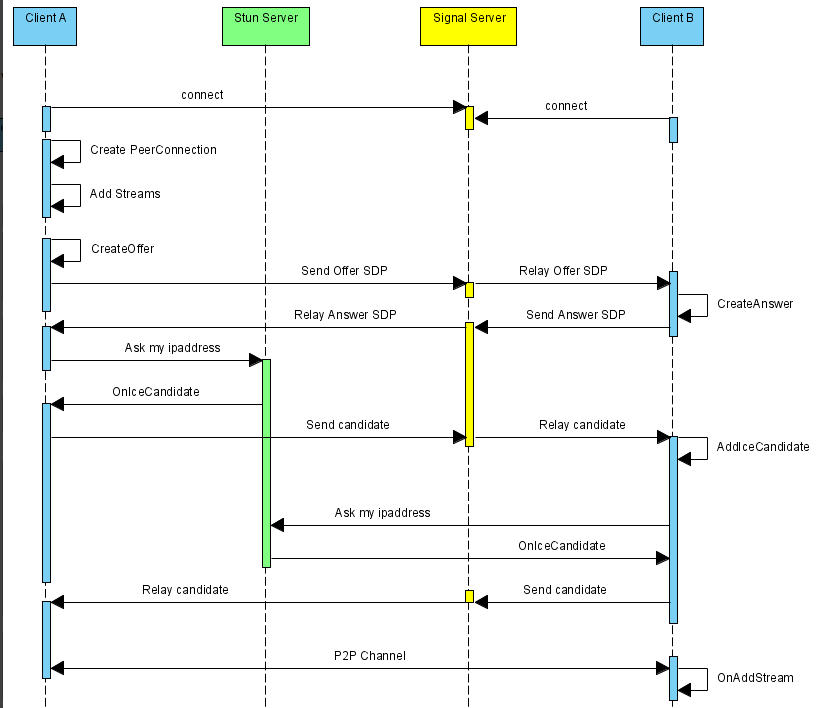 Client A
Stun Server
Signal Server
Client B
connect
connect
Create PeerConnection
Add Streams
CreateOffer
Send Offer SDP
Relay Offer SDP
CreateAnswer
Relay Answer SDP
Send Answer SDP
Ask my ipaddress
OnIceCandidate
Send candidate
Relay candidate
AddIceCandidate
Ask my ipaddress
OnIceCandidate
Relay candidate
Send candidate
P2P Channel
OnAddStream